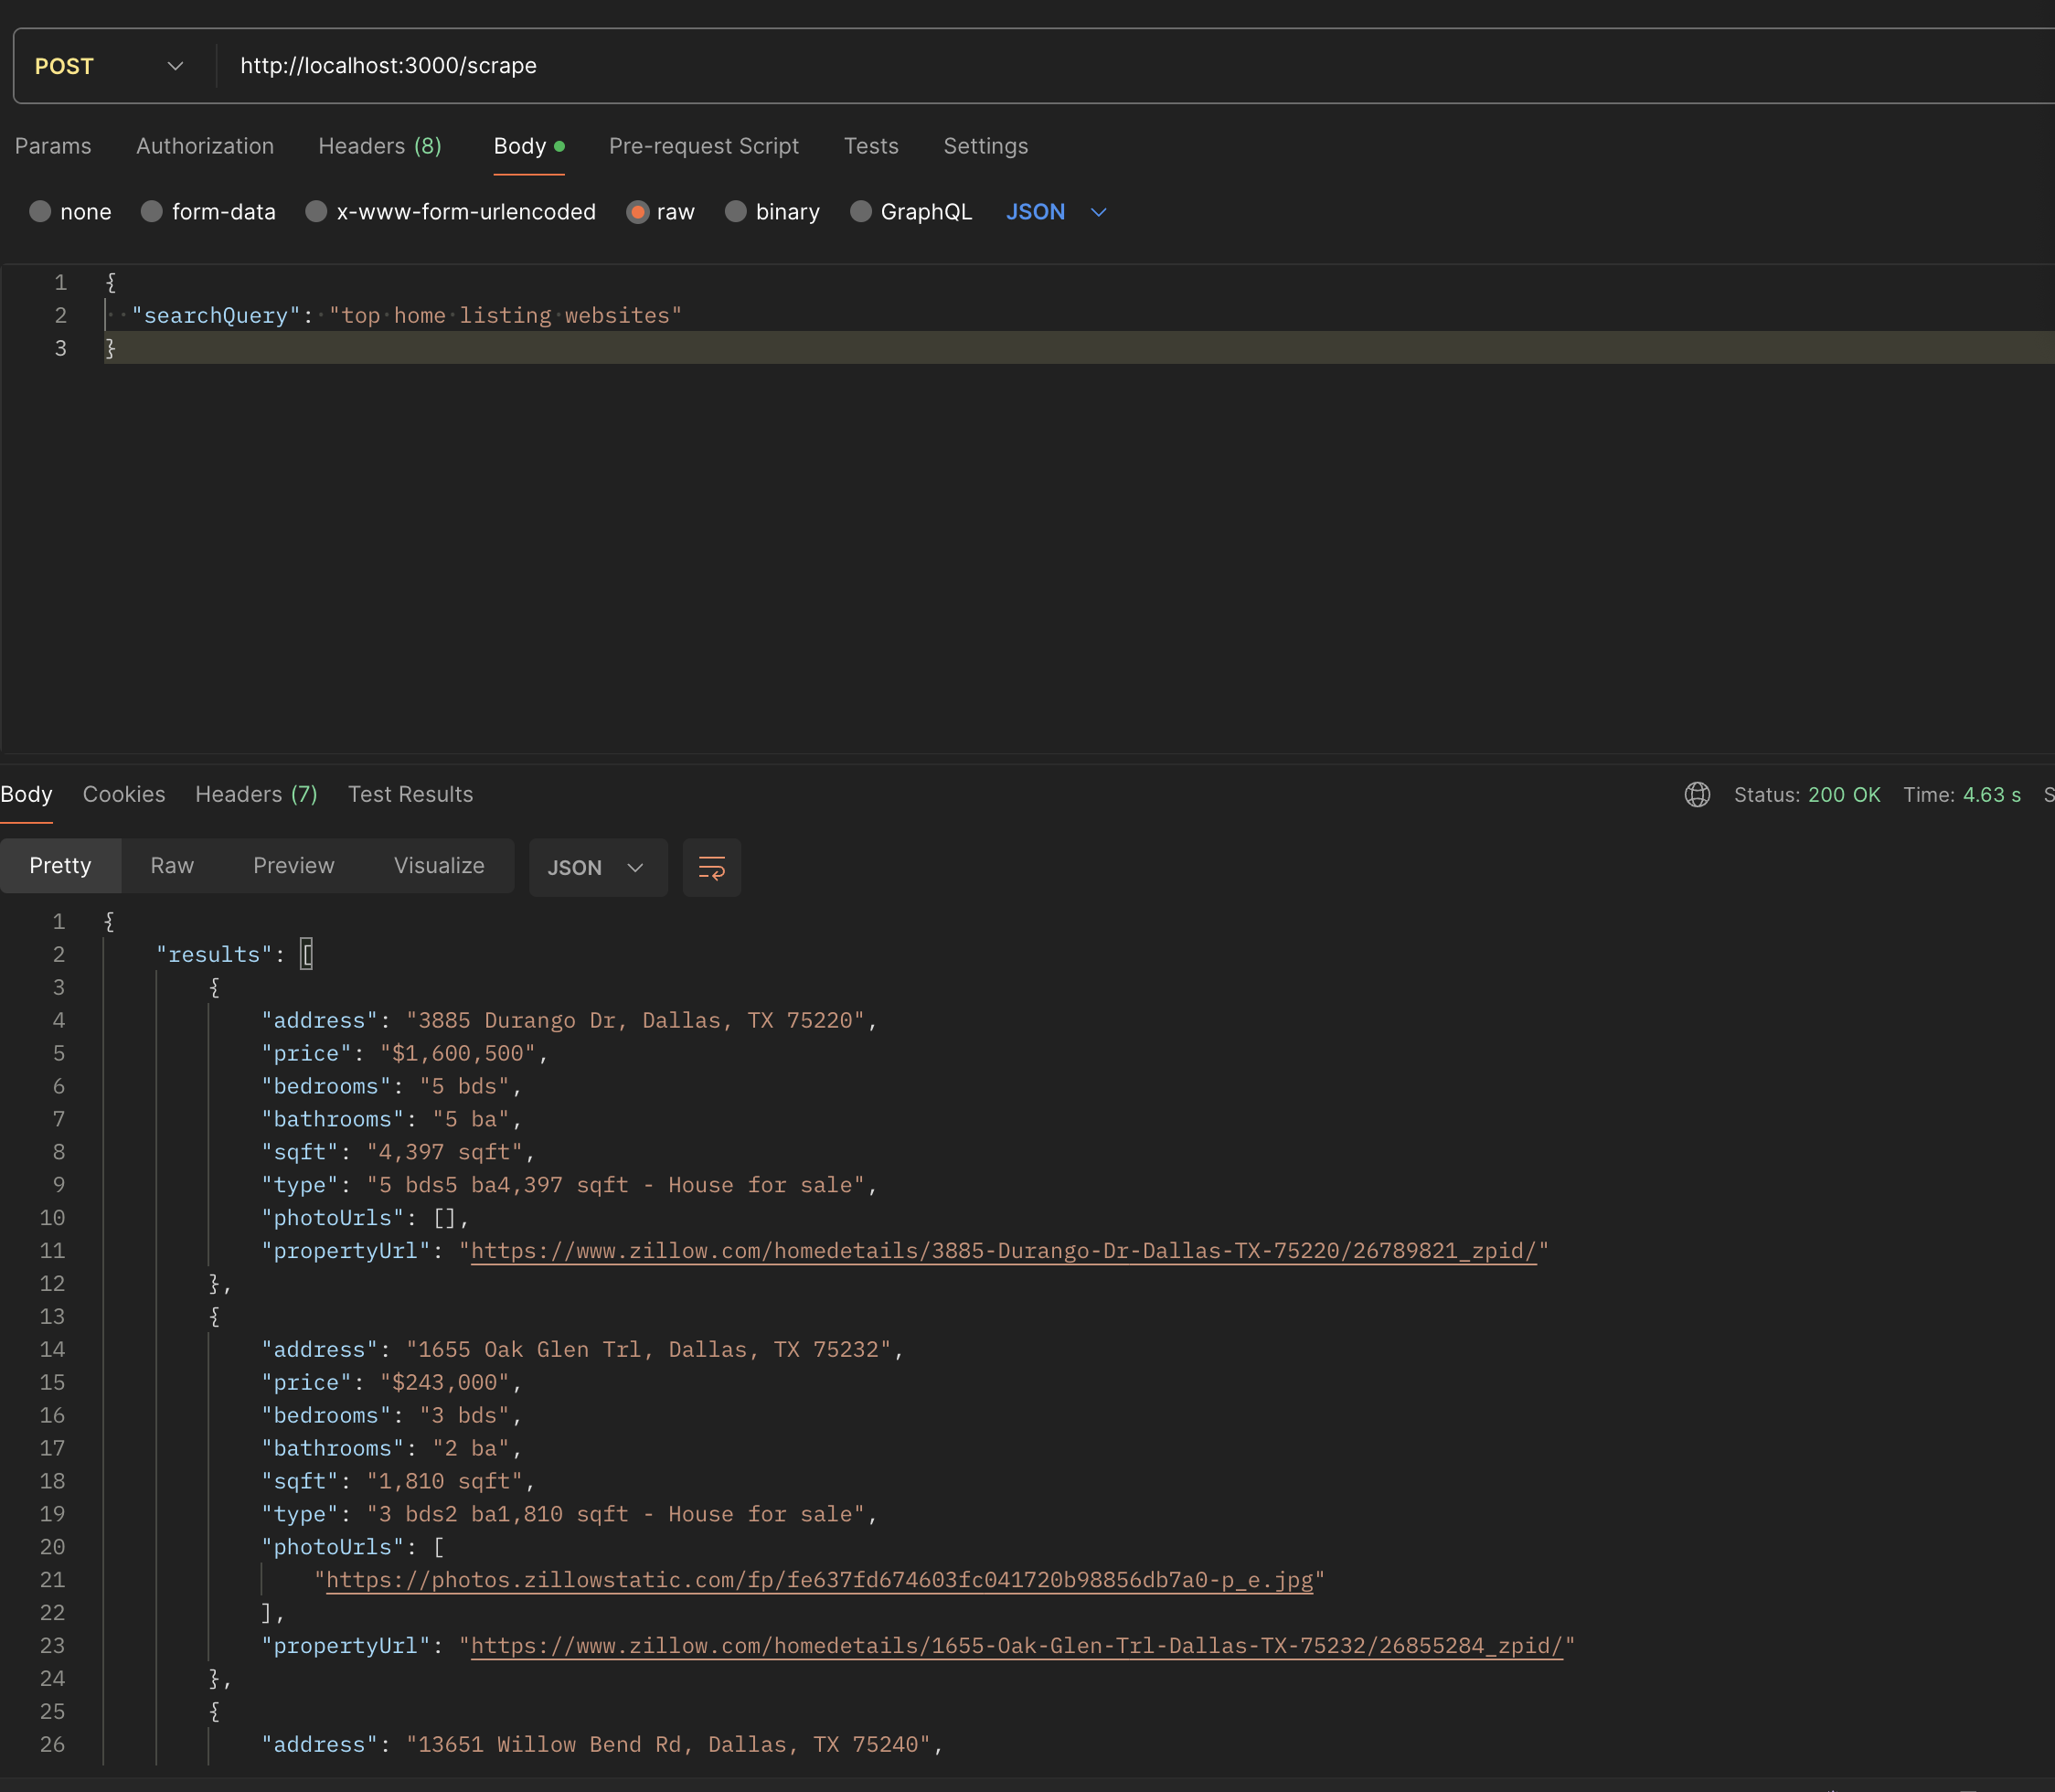 POST http://localhost:3000/scrape
Params Authorization Headers (8) Body Pre-request Script Tests Settings
none form-data x-www-form-urlencoded raw binary GraphQL JSON
1 {
2 "searchQuery": "top home listing websites"
3 }
Body Cookies Headers (7) Test Results Status: 200 OK Time: 4.63 s S
Pretty Raw Preview Visualize JSON
1 {
2 "results": [
3 {
4 "address": "3885 Durango Dr, Dallas, TX 75220",
5 "price": "$1,600,500",
6 "bedrooms": "5 bds",
7 "bathrooms": "5 ba",
8 "sqft": "4,397 sqft",
9 "type": "5 bds5 ba4,397 sqft - House for sale",
10 "photoUrls": [],
11 "propertyUrl": "https://www.zillow.com/homedetails/3885-Durango-Dr-Dallas-TX-75220/26789821_zpid/"
12 },
13 {
14 "address": "1655 Oak Glen Trl, Dallas, TX 75232",
15 "price": "$243,000",
16 "bedrooms": "3 bds",
17 "bathrooms": "2 ba",
18 "sqft": "1,810 sqft",
19 "type": "3 bds2 ba1,810 sqft - House for sale",
20 "photoUrls": [
21 "https://photos.zillowstatic.com/fp/fe637fd674603fc041720b98856db7a0-p_e.jpg"
22 ],
23 "propertyUrl": "https://www.zillow.com/homedetails/1655-Oak-Glen-Trl-Dallas-TX-75232/26855284_zpid/"
24 },
25 {
26 "address": "13651 Willow Bend Rd, Dallas, TX 75240",